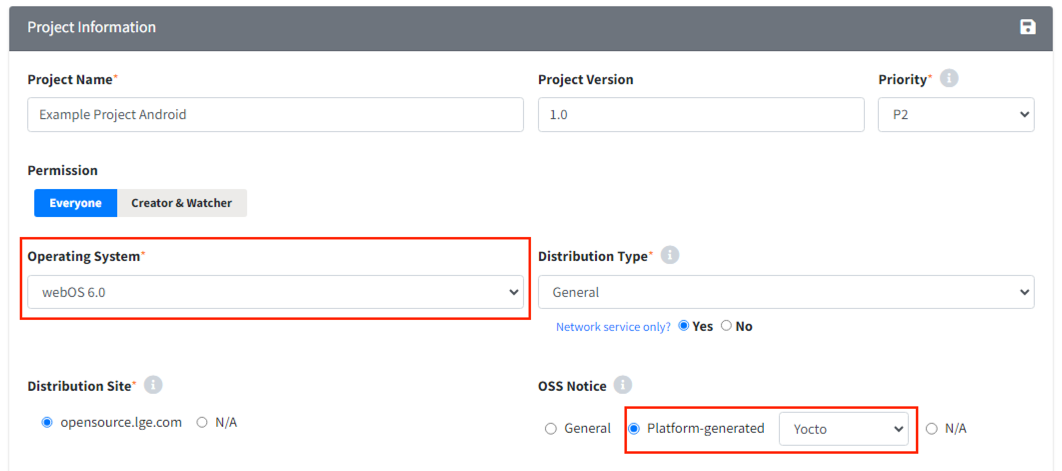 Project Information
Project Name* Project Version Priority* i
Example Project Android 1.0 P2
Permission
Everyone Creator & Watcher
Operating System* Distribution Type* i
webOS 6.0 General
Network service only? Yes No
Distribution Site* i OSS Notice i
opensource.lge.com N/A General Platform-generated Yocto N/A